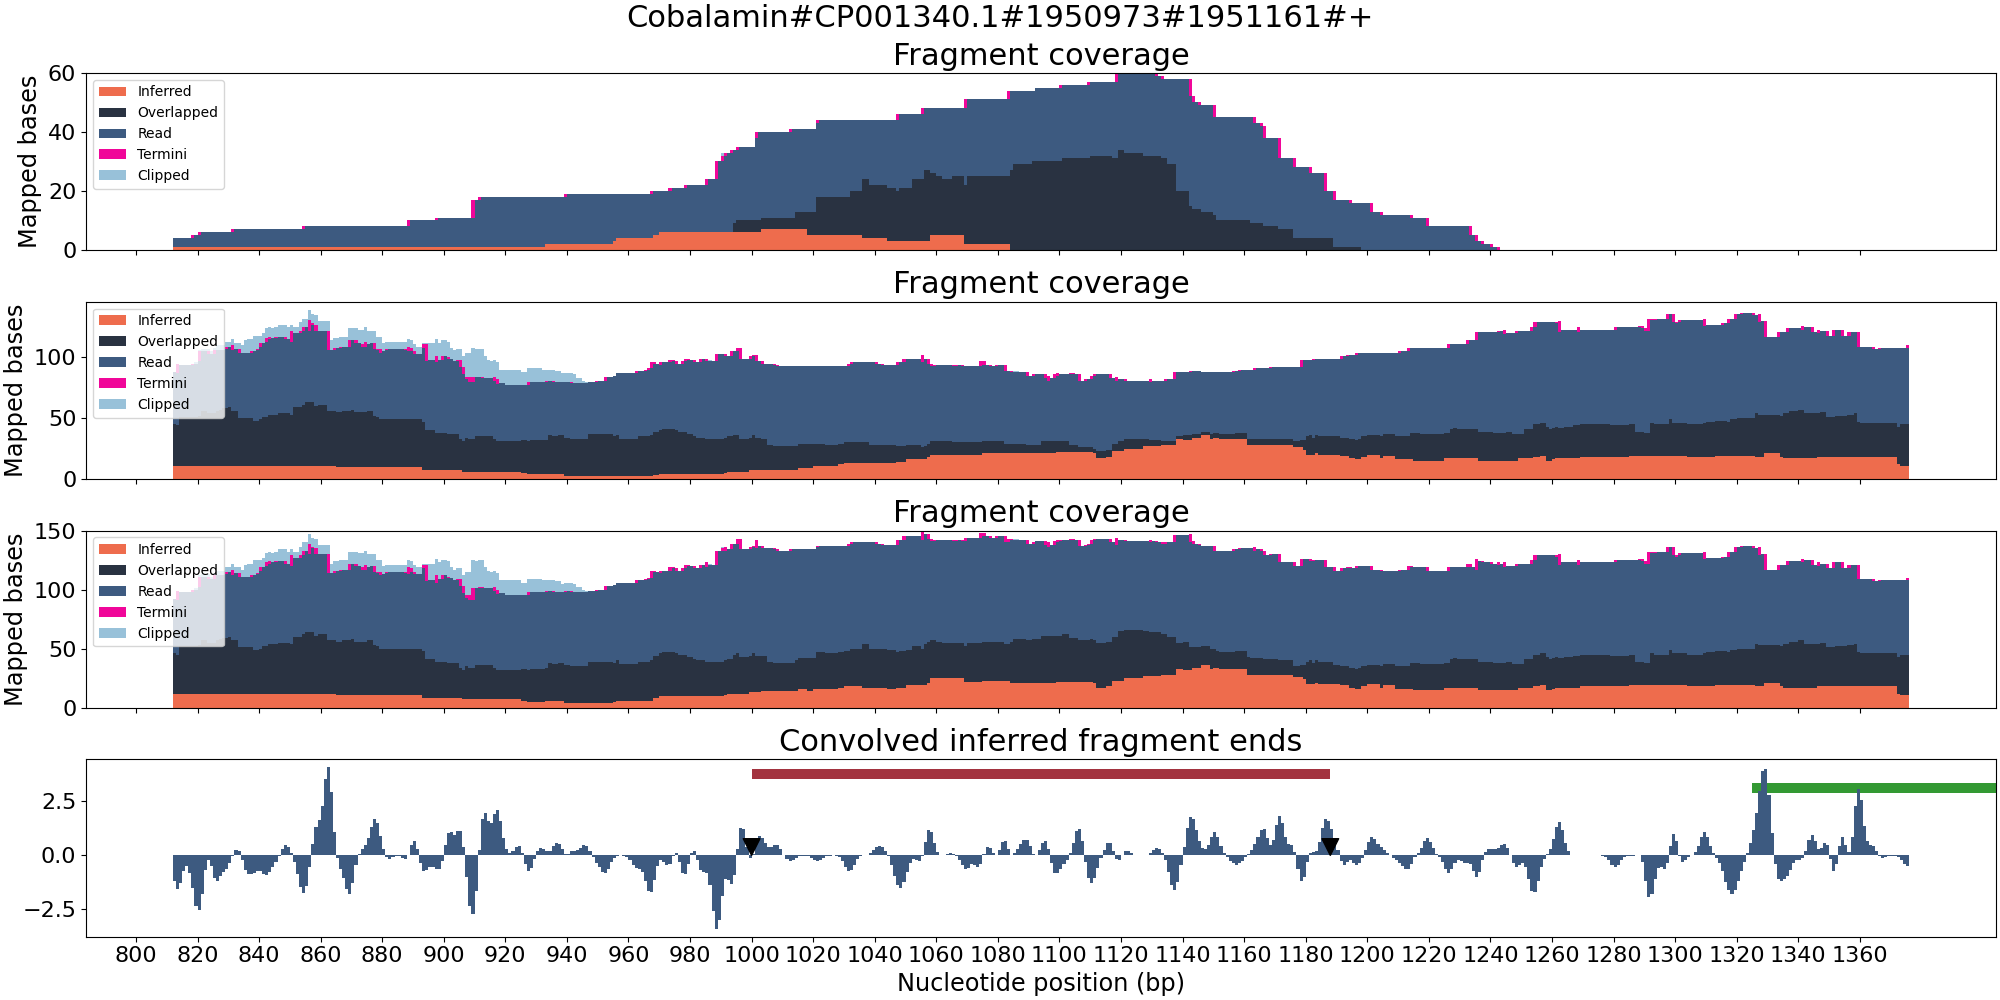 Cobalamin#CP001340.1#1950973#1951161#+
Fragment coverage
Mapped bases
60
40
20
0
Inferred
Overlapped
Read
Termini
Clipped
Fragment coverage
Mapped bases
100
50
0
Inferred
Overlapped
Read
Termini
Clipped
Fragment coverage
Mapped bases
150
100
50
0
Inferred
Overlapped
Read
Termini
Clipped
Convolved inferred fragment ends
2.5
0.0
−2.5
800 820 840 860 880 900 920 940 960 980 1000 1020 1040 1060 1080 1100 1120 1140 1160 1180 1200 1220 1240 1260 1280 1300 1320 1340 1360
Nucleotide position (bp)